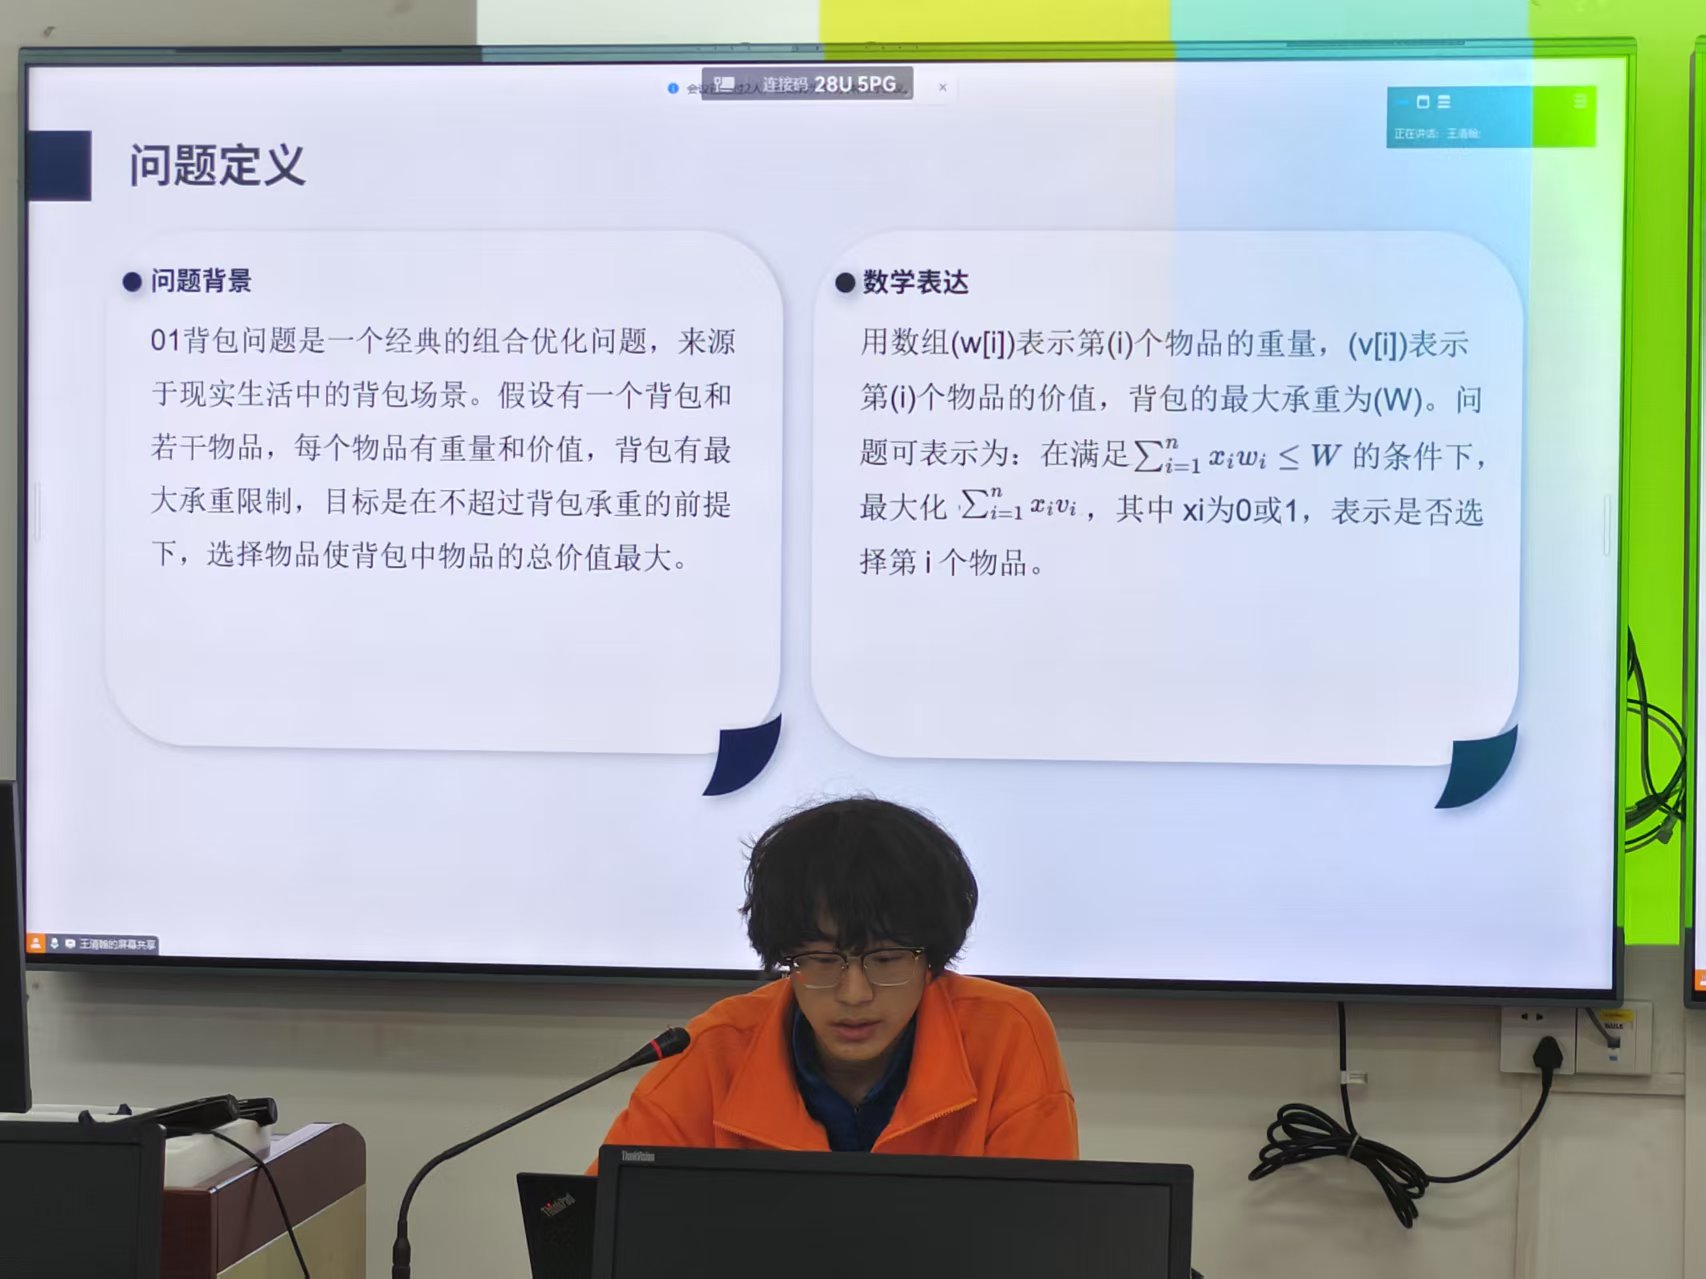 连接码 28U 5PG
正在讲话: 王清翰;
问题定义
问题背景
01背包问题是一个经典的组合优化问题，来源
于现实生活中的背包场景。假设有一个背包和
若干物品，每个物品有重量和价值，背包有最
大承重限制，目标是在不超过背包承重的前提
下，选择物品使背包中物品的总价值最大。
数学表达
用数组(w[i])表示第(i)个物品的重量，(v[i])表示
第(i)个物品的价值，背包的最大承重为(W)。问
题可表示为：在满足∑ⁿᵢ₌₁ xᵢwᵢ ≤ W 的条件下，
最大化 ∑ⁿᵢ₌₁ xᵢvᵢ ，其中 xi为0或1，表示是否选
择第 i 个物品。
王清翰的屏幕共享
ThinkVision
ThinkPad